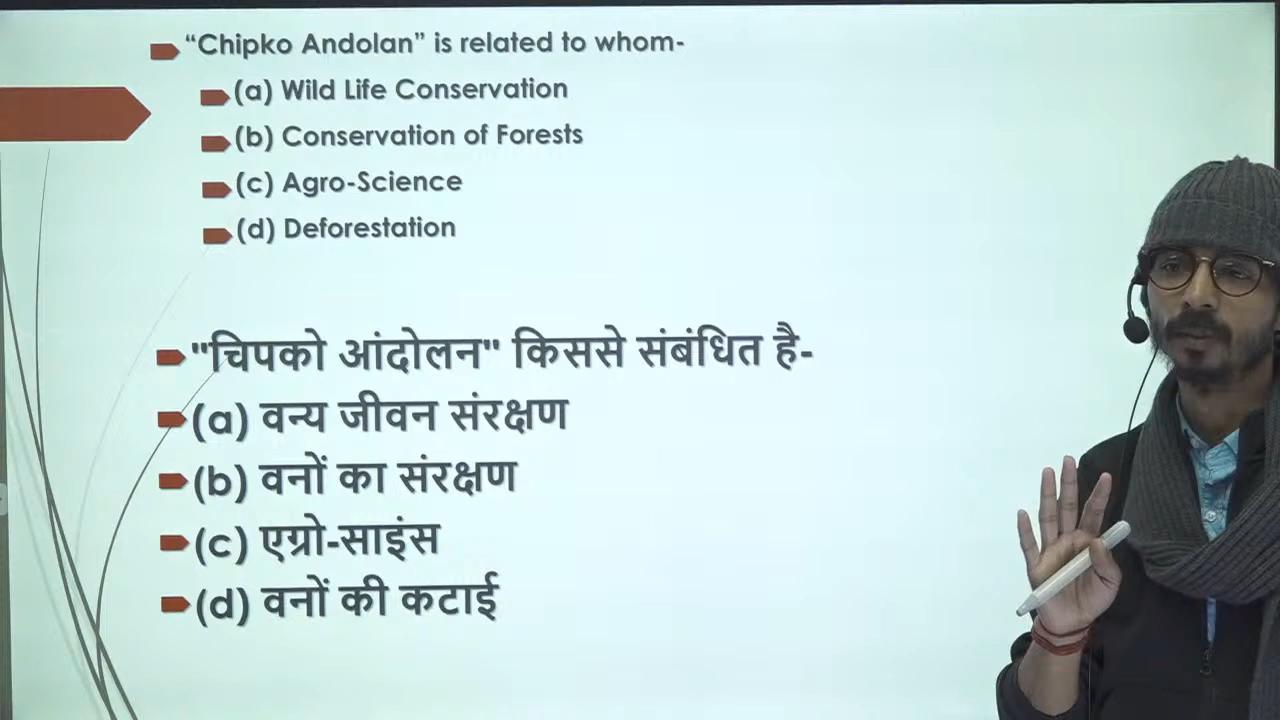 “Chipko Andolan” is related to whom-
(a) Wild Life Conservation
(b) Conservation of Forests
(c) Agro-Science
(d) Deforestation
"चिपको आंदोलन" किससे संबंधित है-
(a) वन्य जीवन संरक्षण
(b) वनों का संरक्षण
(c) एग्रो-साइंस
(d) वनों की कटाई